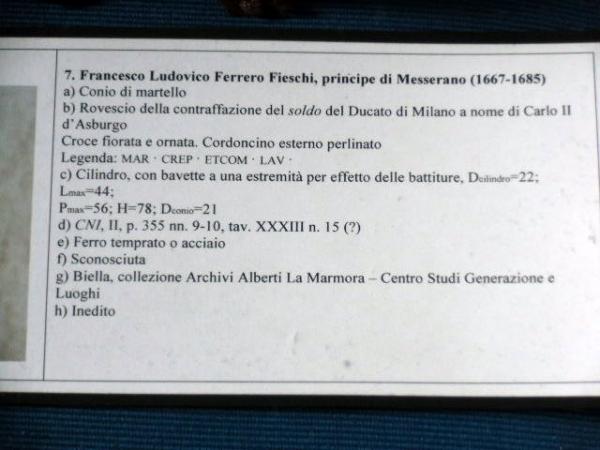 7. Francesco Ludovico Ferrero Fieschi, principe di Messerano (1667-1685)
a) Conio di martello
b) Rovescio della contraffazione del soldo del Ducato di Milano a nome di Carlo II
d’Asburgo
Croce fiorata e ornata. Cordoncino esterno perlinato
Legenda: MAR · CREP · ETCOM · LAV ·
c) Cilindro, con bavette a una estremità per effetto delle battiture, Dcilindro=22;
Lmax=44;
Pmax=56; H=78; Dconio=21
d) CNI, II, p. 355 nn. 9-10, tav. XXXIII n. 15 (?)
e) Ferro temprato o acciaio
f) Sconosciuta
g) Biella, collezione Archivi Alberti La Marmora – Centro Studi Generazione e
Luoghi
h) Inedito